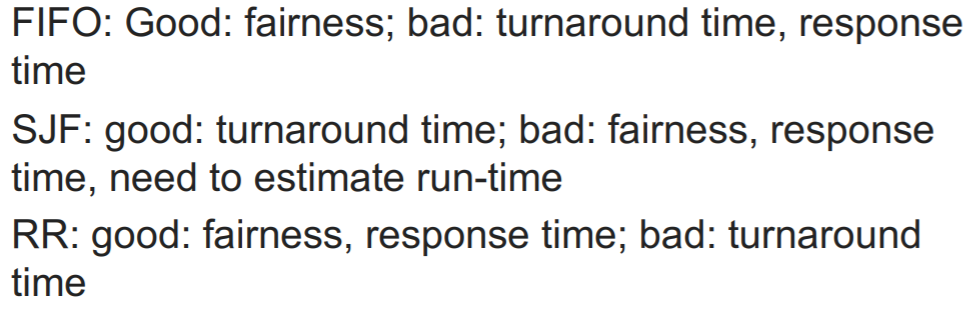 FIFO: Good: fairness; bad: turnaround time, response
time
SJF: good: turnaround time; bad: fairness, response
time, need to estimate run-time
RR: good: fairness, response time; bad: turnaround
time